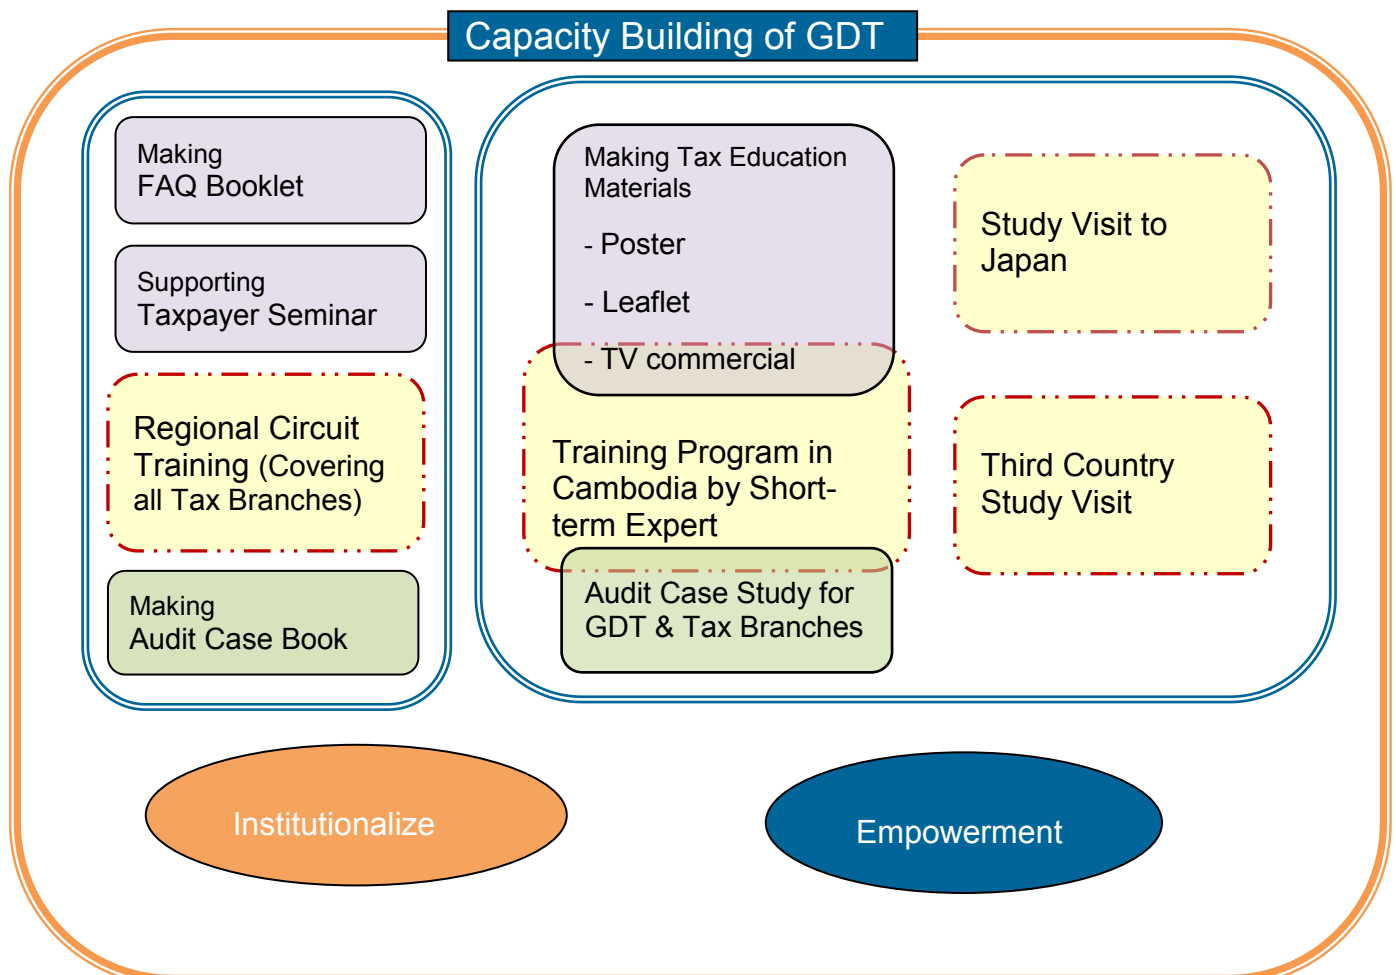 Capacity Building of GDT
Making
FAQ Booklet
Supporting
Taxpayer Seminar
Regional Circuit
Training (Covering
all Tax Branches)
Making
Audit Case Book
Making Tax Education
Materials
- Poster
- Leaflet
- TV commercial
Training Program in
Cambodia by Short-
term Expert
Audit Case Study for
GDT & Tax Branches
Study Visit to
Japan
Third Country
Study Visit
Institutionalize
Empowerment